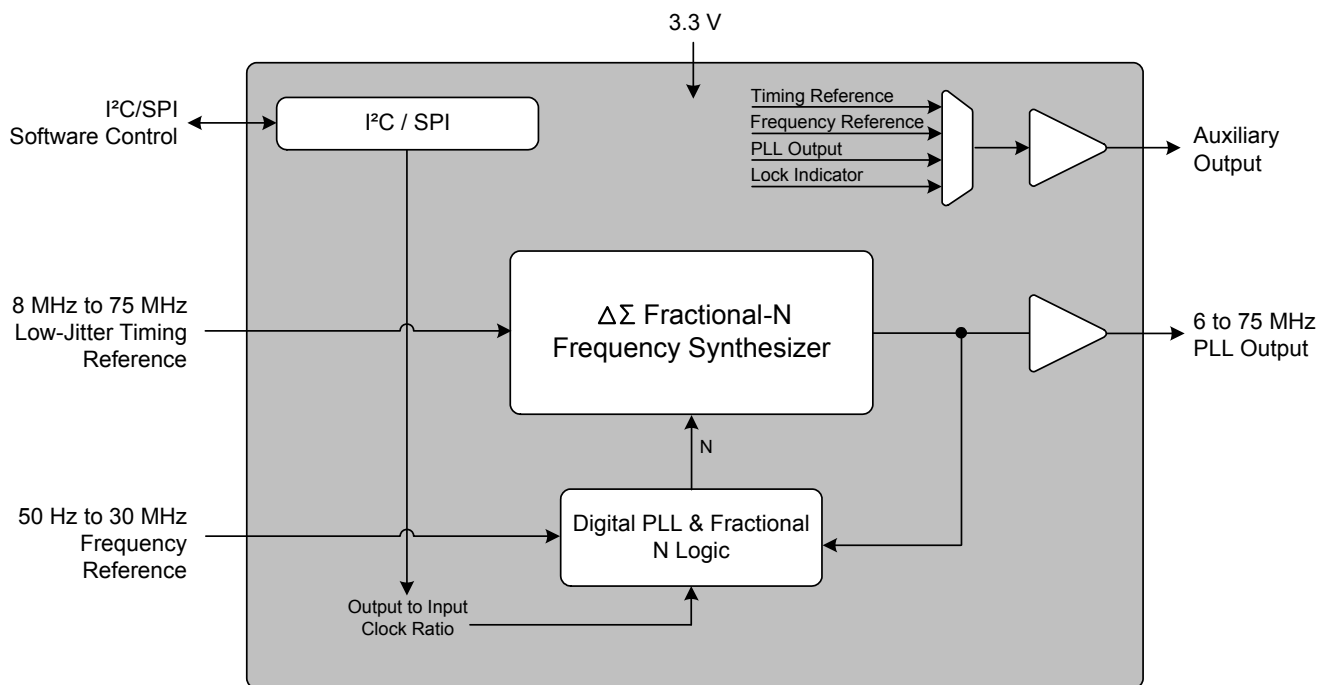 3.3 V
I²C/SPI
Software Control
I²C / SPI
Timing Reference
Frequency Reference
PLL Output
Lock Indicator
Auxiliary
Output
8 MHz to 75 MHz
Low-Jitter Timing
Reference
ΔΣ Fractional-N
Frequency Synthesizer
6 to 75 MHz
PLL Output
N
50 Hz to 30 MHz
Frequency
Reference
Digital PLL & Fractional
N Logic
Output to Input
Clock Ratio